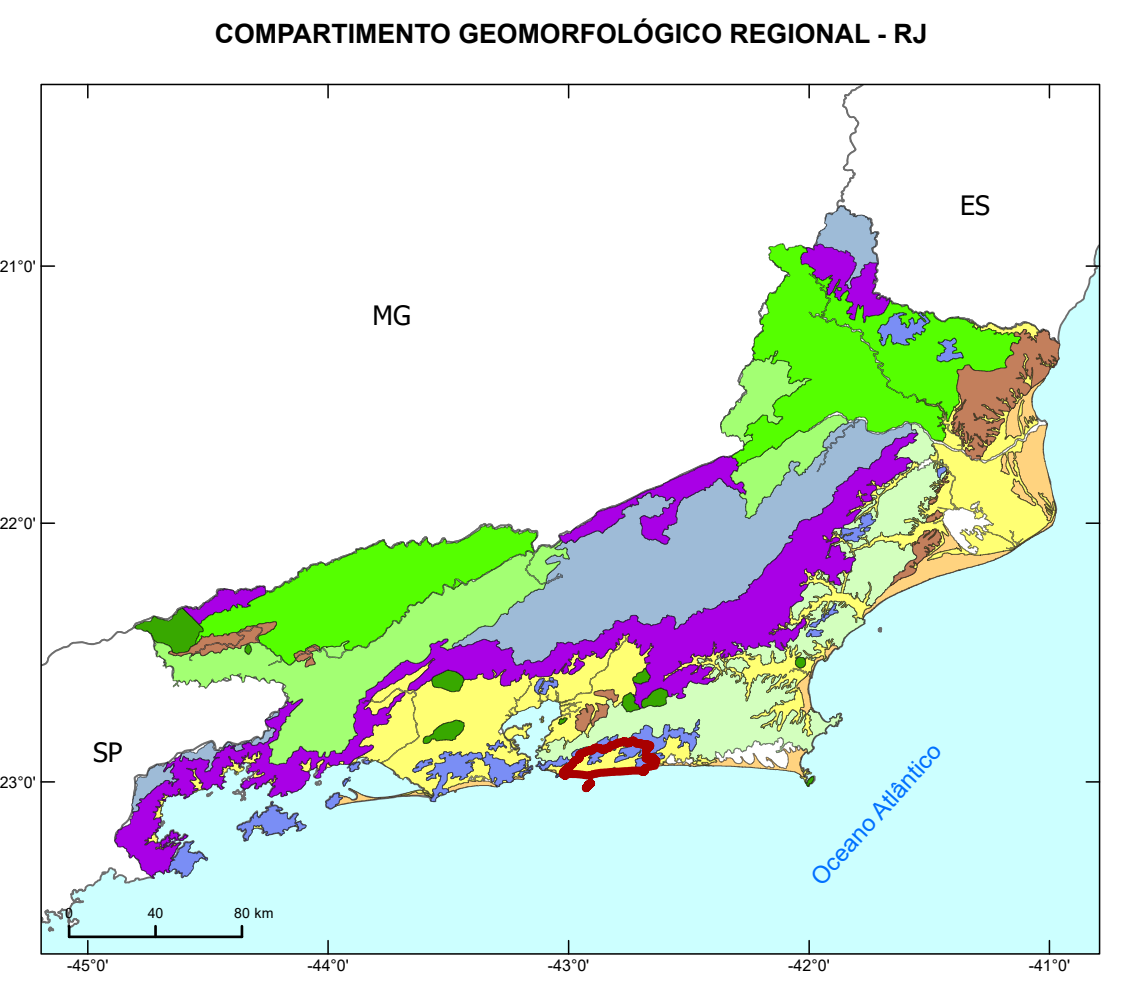 COMPARTIMENTO GEOMORFOLÓGICO REGIONAL - RJ
ES
21°0'
MG
22°0'
SP
23°0'
Oceano Atlântico
0 40 80 km
-45°0' -44°0' -43°0' -42°0' -41°0'